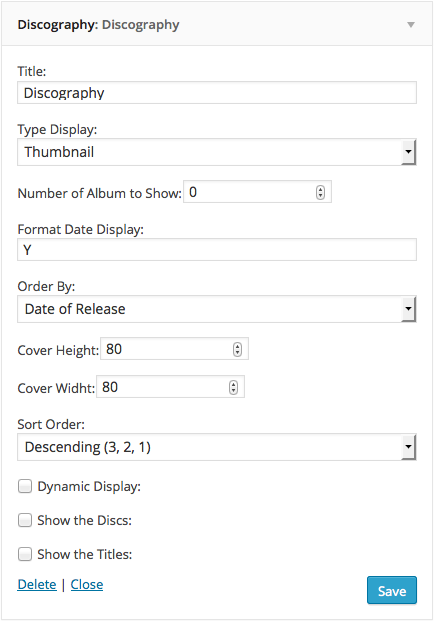 Discography: Discography
Title:
Discography
Type Display:
Thumbnail
Number of Album to Show: 0
Format Date Display:
Y
Order By:
Date of Release
Cover Height: 80
Cover Widht: 80
Sort Order:
Descending (3, 2, 1)
Dynamic Display:
Show the Discs:
Show the Titles:
Delete | Close
Save